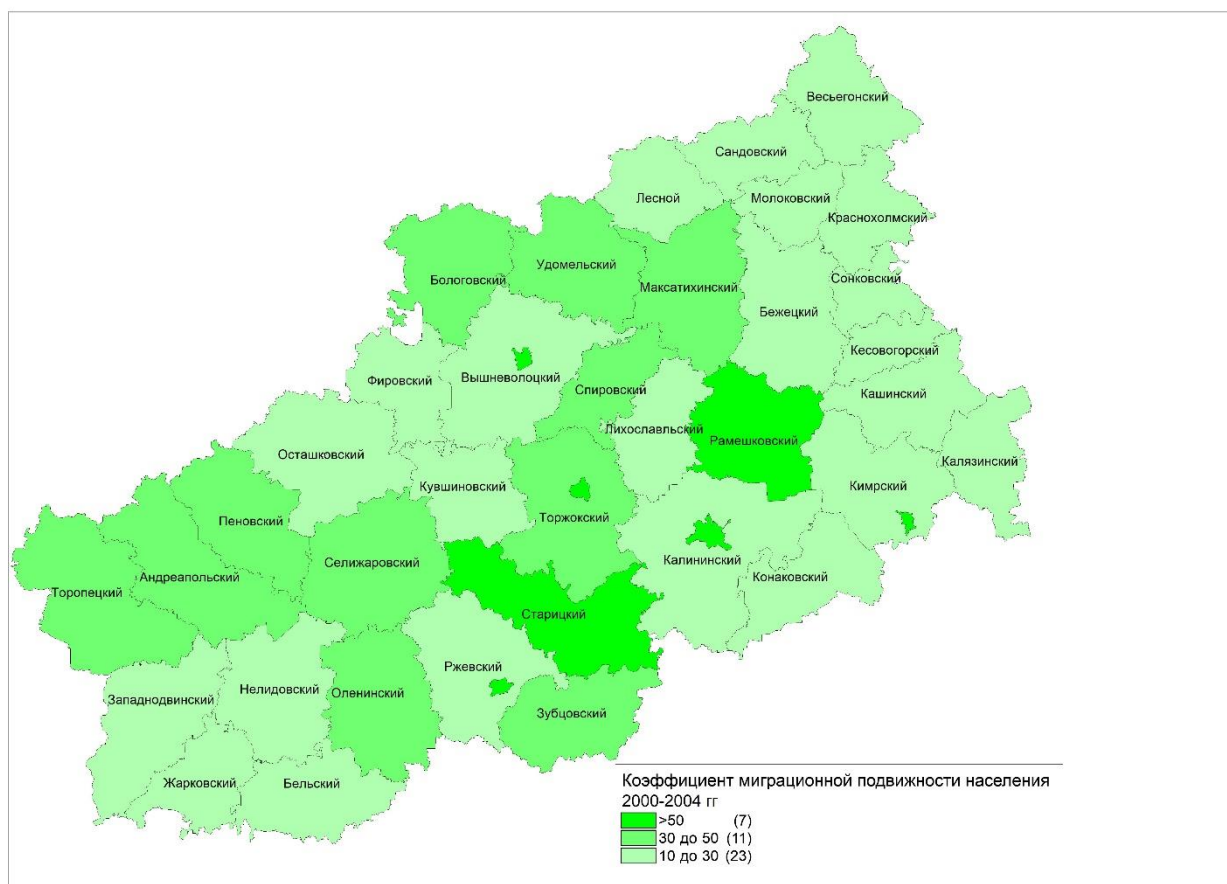 Весьегонский
Сандовский
Лесной
Молоковский
Краснохолмский
Бологовский
Удомельский
Максатихинский
Сонковский
Бежецкий
Кесовогорский
Фировский
Вышневолоцкий
Спировский
Кашинский
Лихославльский
Рамешковский
Осташковский
Калязинский
Кувшиновский
Кимрский
Пеновский
Торжокский
Селижаровский
Калининский
Андреапольский
Конаковский
Торопецкий
Старицкий
Ржевский
Нелидовский
Оленинский
Западнодвинский
Зубцовский
Жарковский
Бельский
Коэффициент миграционной подвижности населения
2000-2004 гг
>50 (7)
30 до 50 (11)
10 до 30 (23)